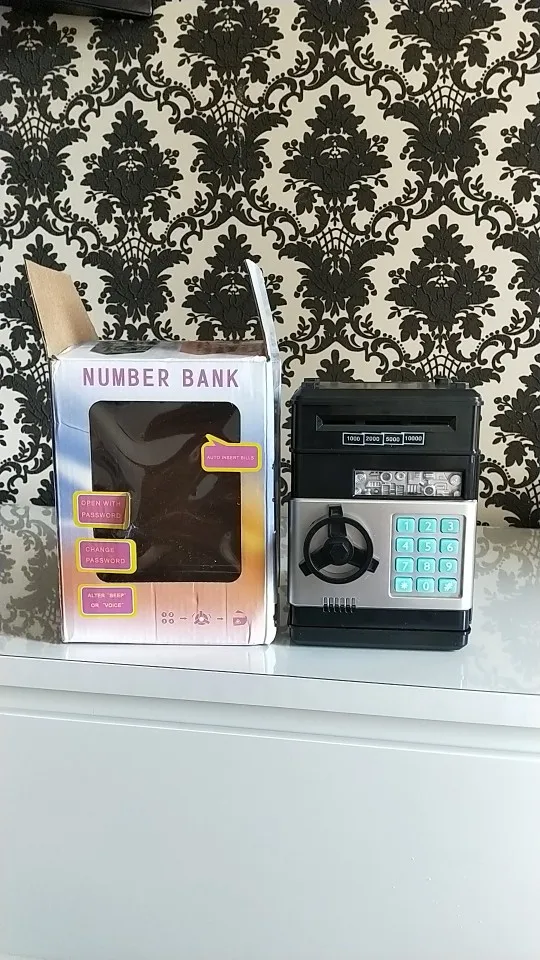 NUMBER BANK
AUTO INSERT BILLS
OPEN WITH
PASSWORD
CHANGE
PASSWORD
ALTER "BEEP"
OR "VOICE"
1000 2000 5000 10000
1 2 3
4 5 6
7 8 9
* 0 #